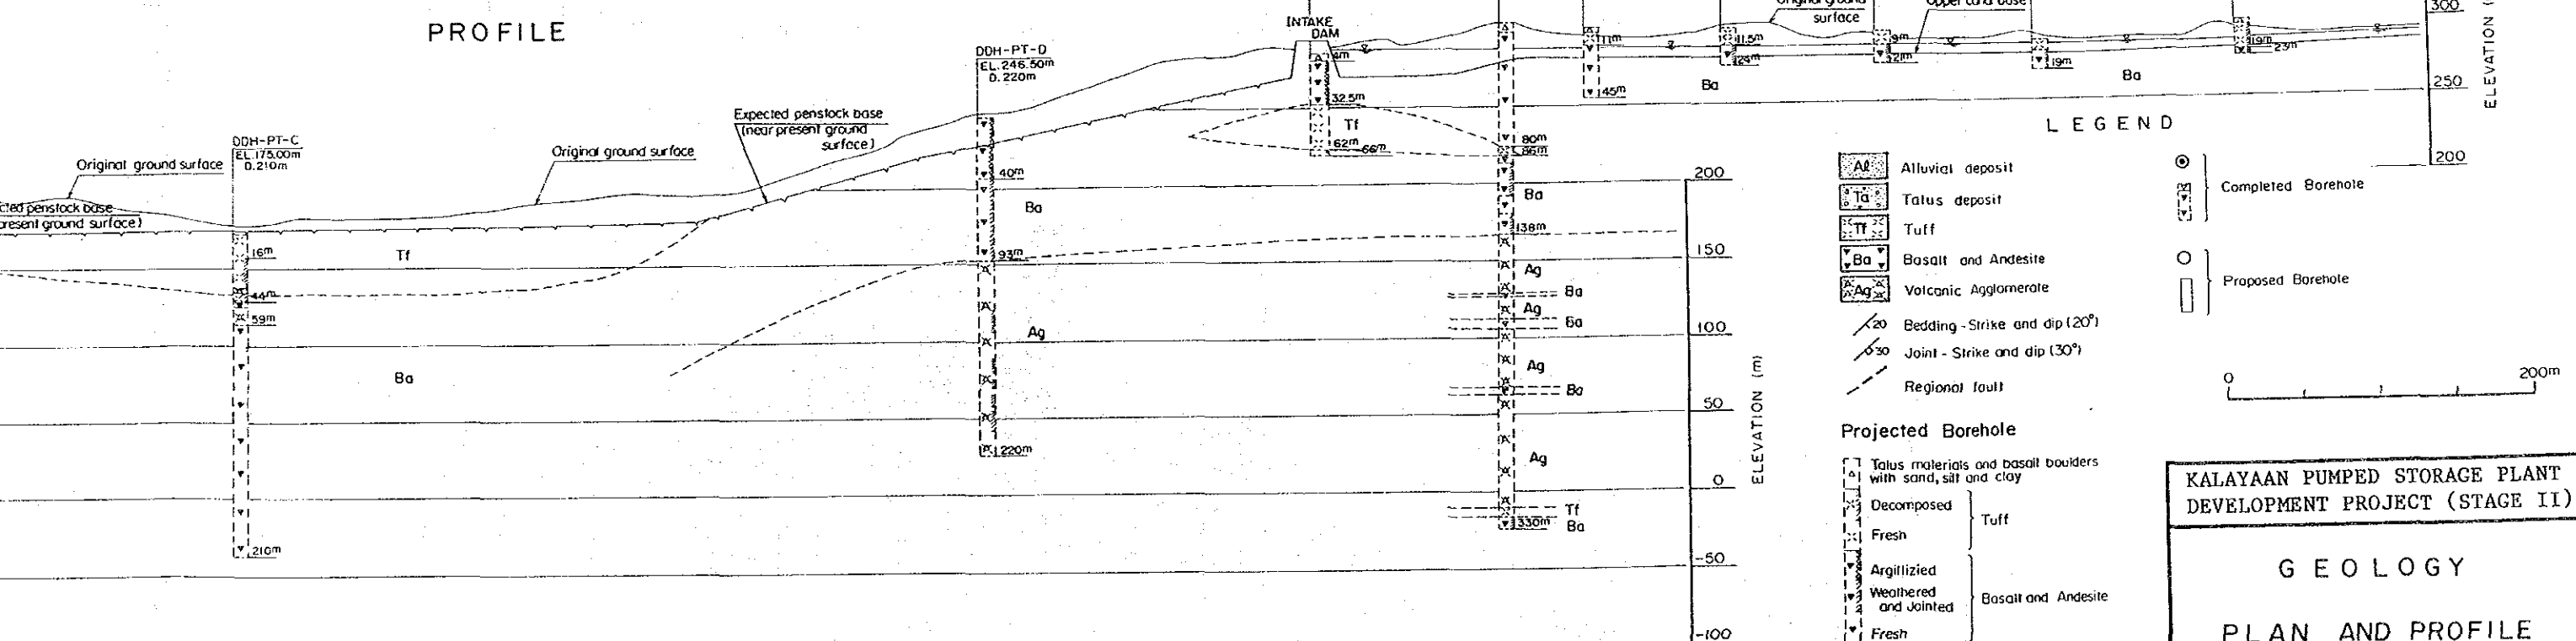 PROFILE
DDH-PT-C
EL.175.00m
D.210m
Original ground surface
penstock base
present ground surface)
16m
44m
59m
210m
Tf
Ba
Original ground surface
Expected penstock base
(near present ground
surface)
DDH-PT-D
EL.246.50m
D.220m
40m
93m
220m
Ba
Ag
INTAKE
DAM
32.5m
Tf
62m
66m
80m
86m
Ba
138m
Ag
Ba
Ag
Ba
Ag
Ba
Ag
Tf
330m
Ba
11m
45m
11.5m
Ba
Original ground
surface
9m
21m
19m
Ba
19m
23m
200
150
100
50
0
-50
-100
ELEVATION (m)
300
250
200
ELEVATION
LEGEND
Al Alluvial deposit
Ta Talus deposit
Tf Tuff
Ba Basalt and Andesite
Ag Volcanic Agglomerate
20 Bedding-Strike and dip (20°)
30 Joint - Strike and dip (30°)
Regional fault
Completed Borehole
Proposed Borehole
0 200m
Projected Borehole
Talus materials and basalt boulders
with sand, silt and clay
Decomposed
Fresh
Tuff
Argillizied
Weathered
and Jointed
Fresh
Basalt and Andesite
KALAYAAN PUMPED STORAGE PLANT
DEVELOPMENT PROJECT (STAGE II)
GEOLOGY
PLAN AND PROFILE